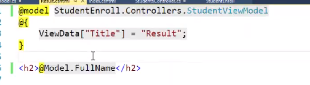 @model StudentEnroll.Controllers.StudentViewModel
@{
ViewData["Title"] = "Result";
}
<h2>@Model.FullName</h2>